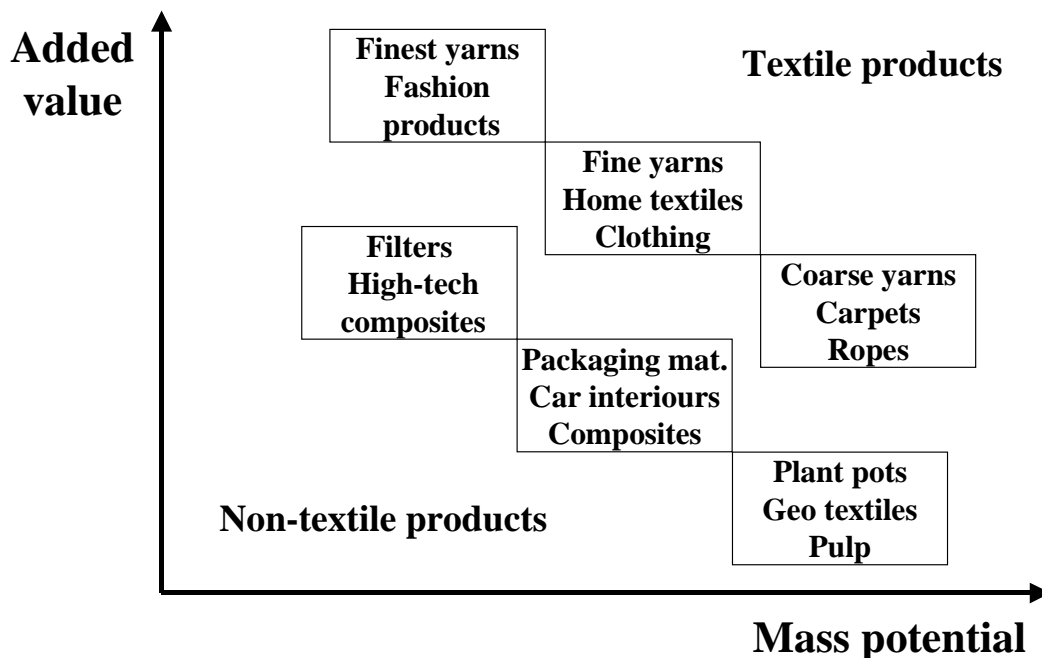 Added
value
Finest yarns
Fashion
products
Textile products
Fine yarns
Home textiles
Clothing
Filters
High-tech
composites
Coarse yarns
Carpets
Ropes
Packaging mat.
Car interiours
Composites
Plant pots
Geo textiles
Pulp
Non-textile products
Mass potential